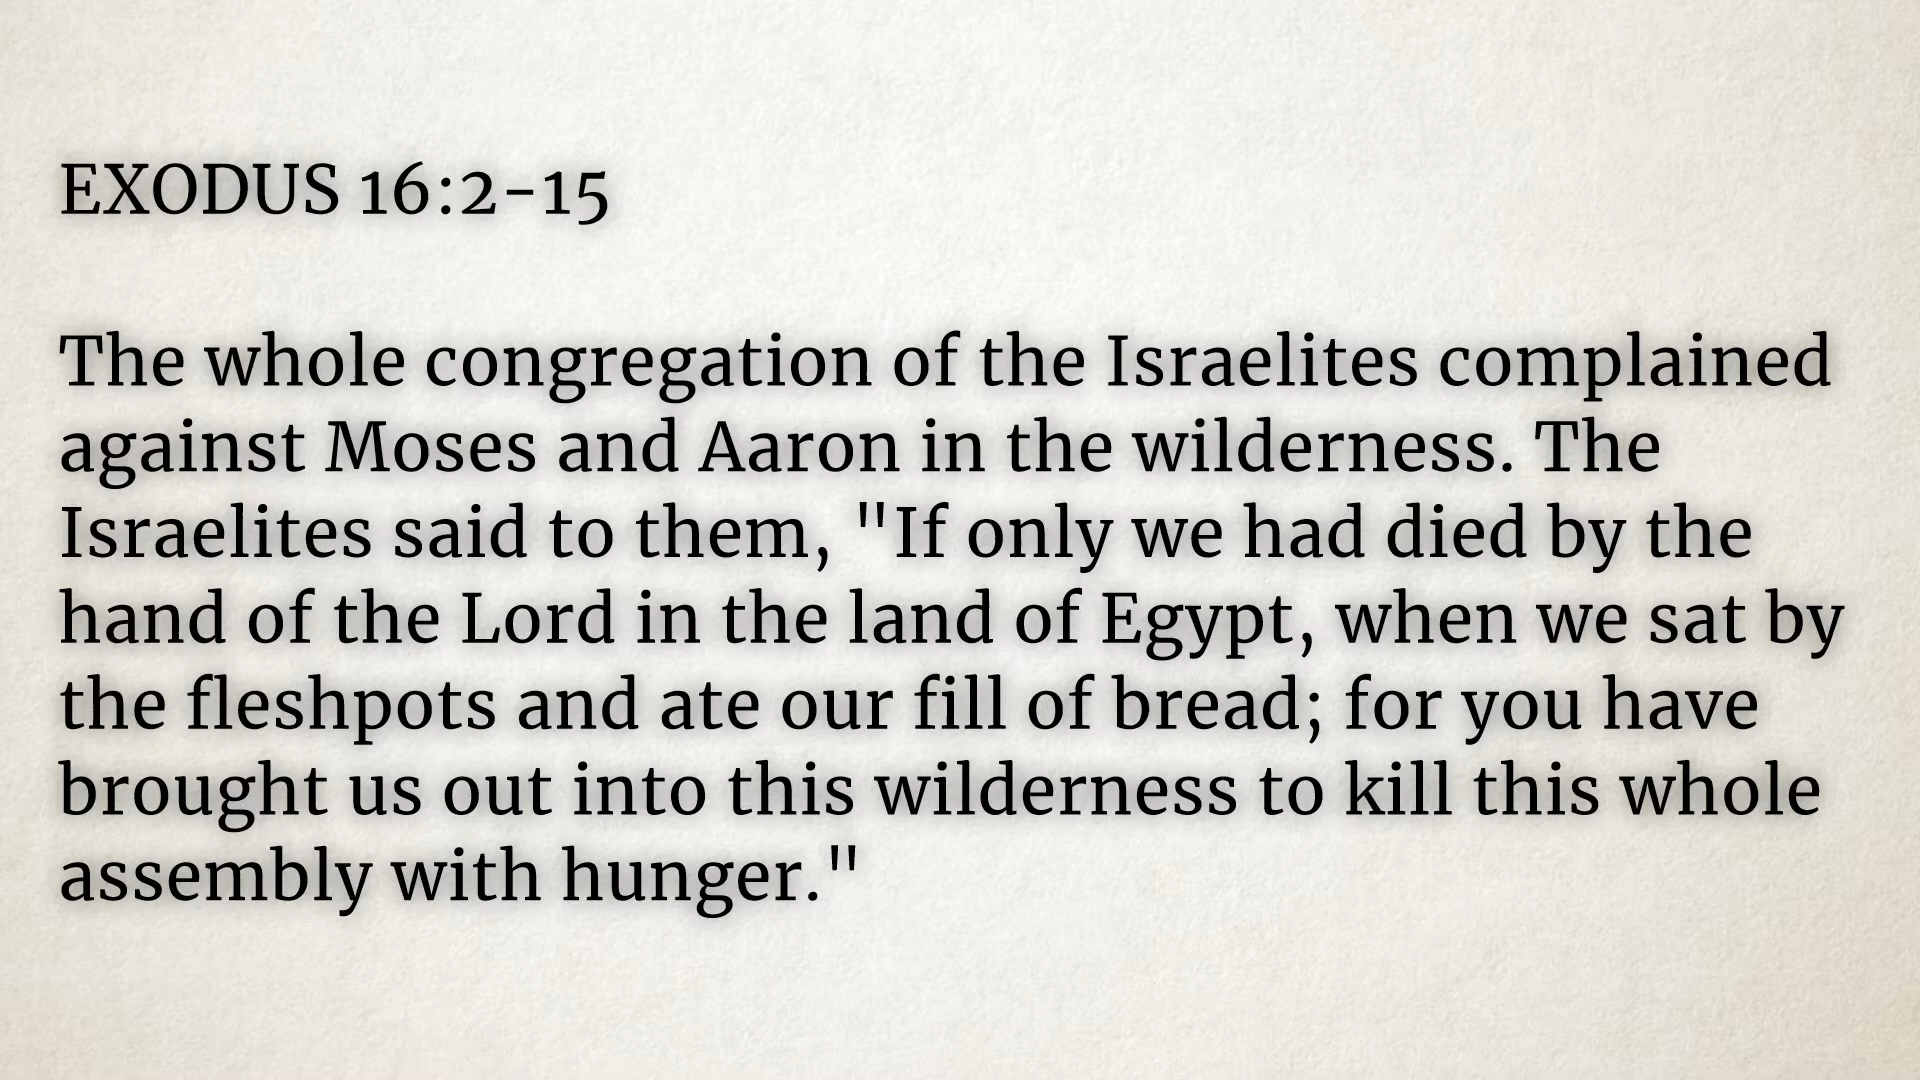 EXODUS 16:2-15
The whole congregation of the Israelites complained
against Moses and Aaron in the wilderness. The
Israelites said to them, "If only we had died by the
hand of the Lord in the land of Egypt, when we sat by
the fleshpots and ate our fill of bread; for you have
brought us out into this wilderness to kill this whole
assembly with hunger."